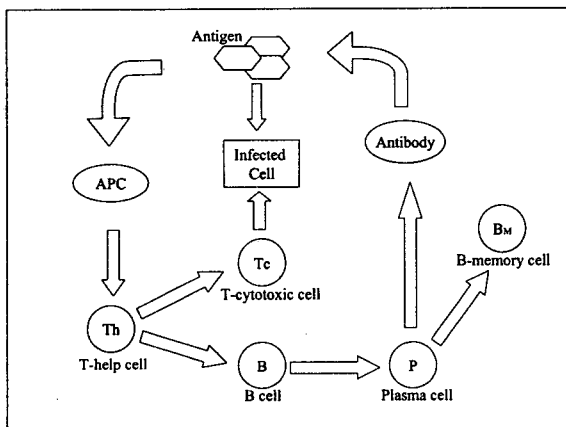 Antigen
Infected
Cell
Antibody
APC
BM
B-memory cell
Tc
T-cytotoxic cell
Th
T-help cell
B
B cell
P
Plasma cell